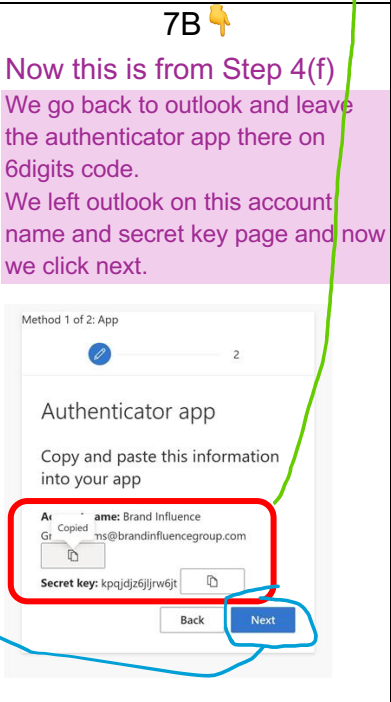 7B👇
Now this is from Step 4(f)
We go back to outlook and leave
the authenticator app there on
6digits code.
We left outlook on this account
name and secret key page and now
we click next.
Method 1 of 2: App
2
Authenticator app
Copy and paste this information
into your app
ame: Brand Influence
Copied
ms@brandinfluencegroup.com
Secret key: kpqjdjz6jljrw6jt
Back Next